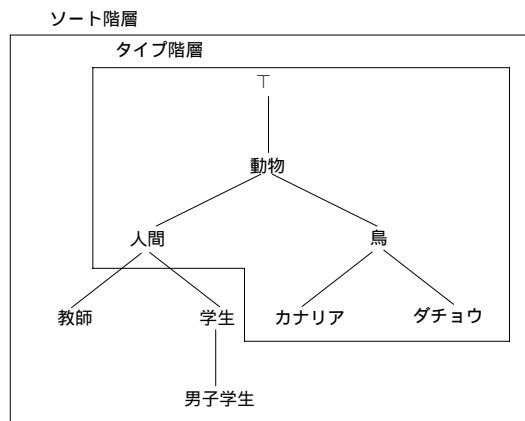 ソート階層
タイプ階層
⊤
動物
人間
鳥
教師
学生
カナリア
ダチョウ
男子学生